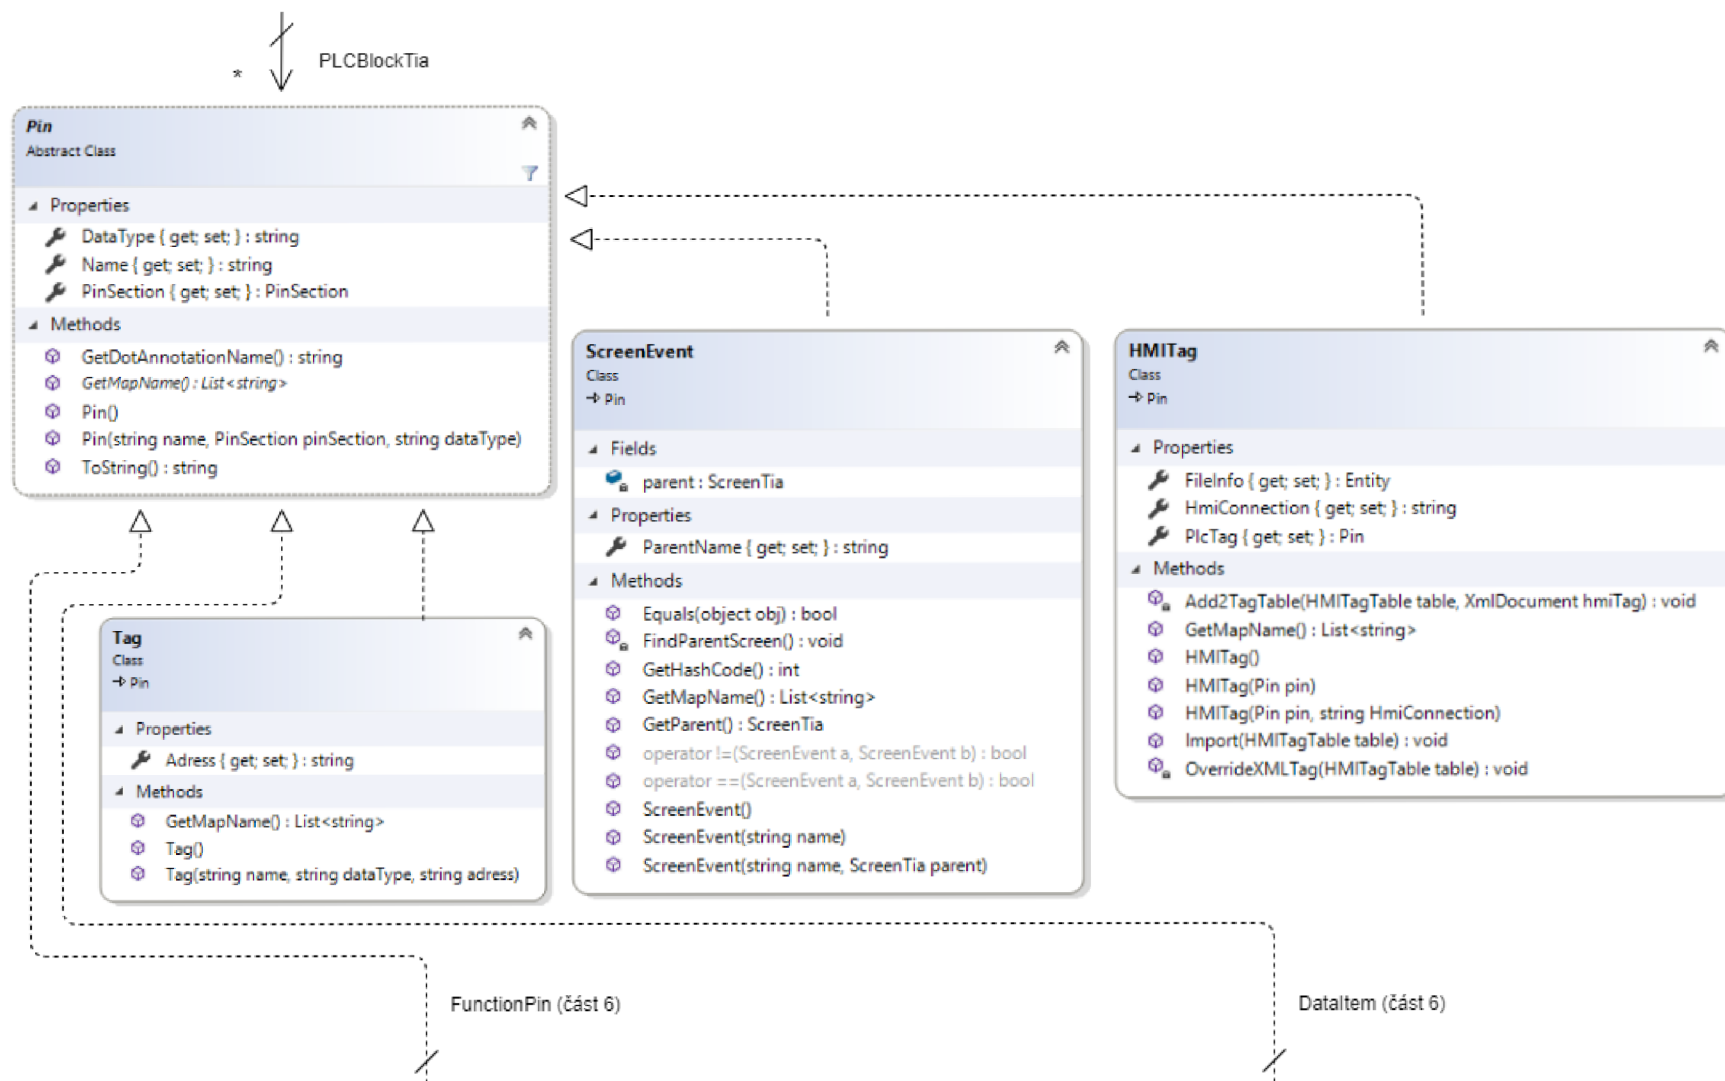 PLCBlockTia
*
Pin
Abstract Class
Properties
DataType { get; set; } : string
Name { get; set; } : string
PinSection { get; set; } : PinSection
Methods
GetDotAnnotationName() : string
GetMapName() : List<string>
Pin()
Pin(string name, PinSection pinSection, string dataType)
ToString() : string
Tag
Class
Pin
Properties
Adress { get; set; } : string
Methods
GetMapName() : List<string>
Tag()
Tag(string name, string dataType, string adress)
ScreenEvent
Class
Pin
Fields
parent : ScreenTia
Properties
ParentName { get; set; } : string
Methods
Equals(object obj) : bool
FindParentScreen() : void
GetHashCode() : int
GetMapName() : List<string>
GetParent() : ScreenTia
operator !=(ScreenEvent a, ScreenEvent b) : bool
operator ==(ScreenEvent a, ScreenEvent b) : bool
ScreenEvent()
ScreenEvent(string name)
ScreenEvent(string name, ScreenTia parent)
HMITag
Class
Pin
Properties
FileInfo { get; set; } : Entity
HmiConnection { get; set; } : string
PlcTag { get; set; } : Pin
Methods
Add2TagTable(HMITagTable table, XmlDocument hmiTag) : void
GetMapName() : List<string>
HMITag()
HMITag(Pin pin)
HMITag(Pin pin, string HmiConnection)
Import(HMITagTable table) : void
OverrideXMLTag(HMITagTable table) : void
FunctionPin (část 6)
DataItem (část 6)